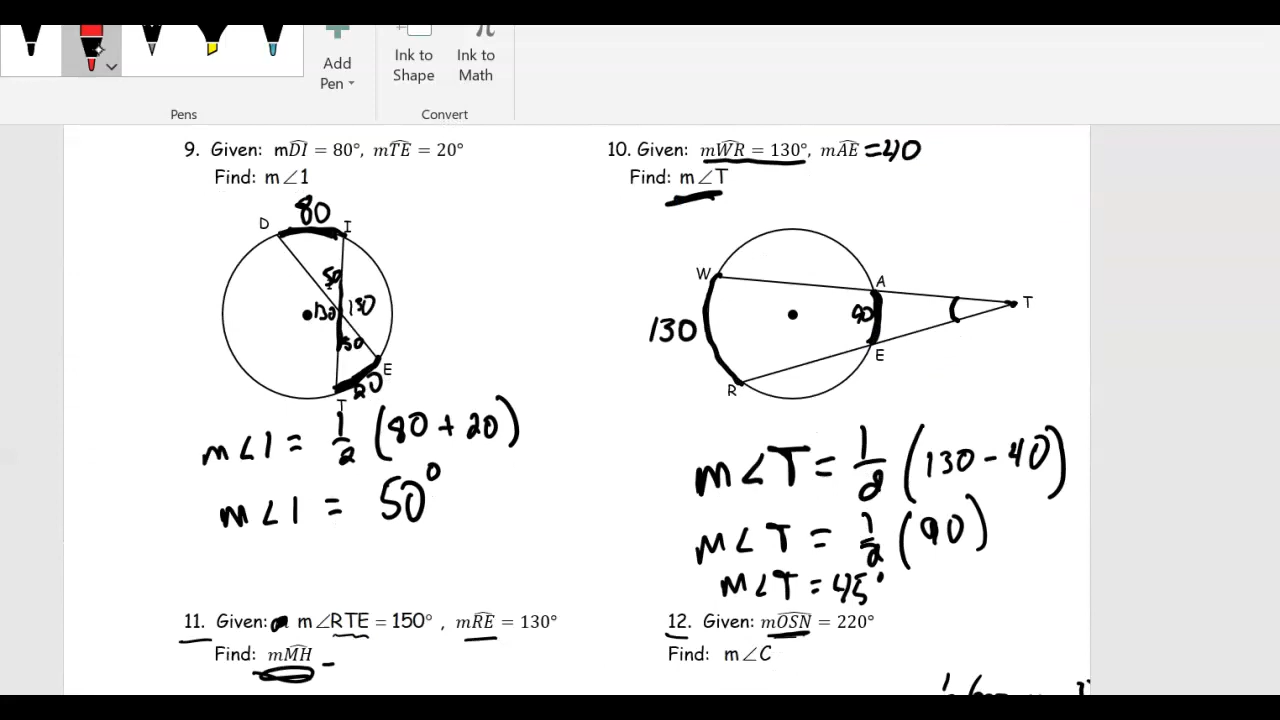 Add
Pen
Ink to
Shape
Ink to
Math
Pens
Convert
9. Given: mDI = 80°, mTE = 20°
Find: m∠1
80
D
I
50
130
130
50
E
20
T
m∠1 = 1/2 (80 + 20)
m∠1 = 50°
10. Given: mWR = 130°, mAE = 40
Find: m∠T
W
A
T
130
40
E
R
m∠T = 1/2 (130 - 40)
m∠T = 1/2 (90)
m∠T = 45°
11. Given: m∠RTE = 150°, mRE = 130°
Find: mMH =
12. Given: mOSN = 220°
Find: m∠C